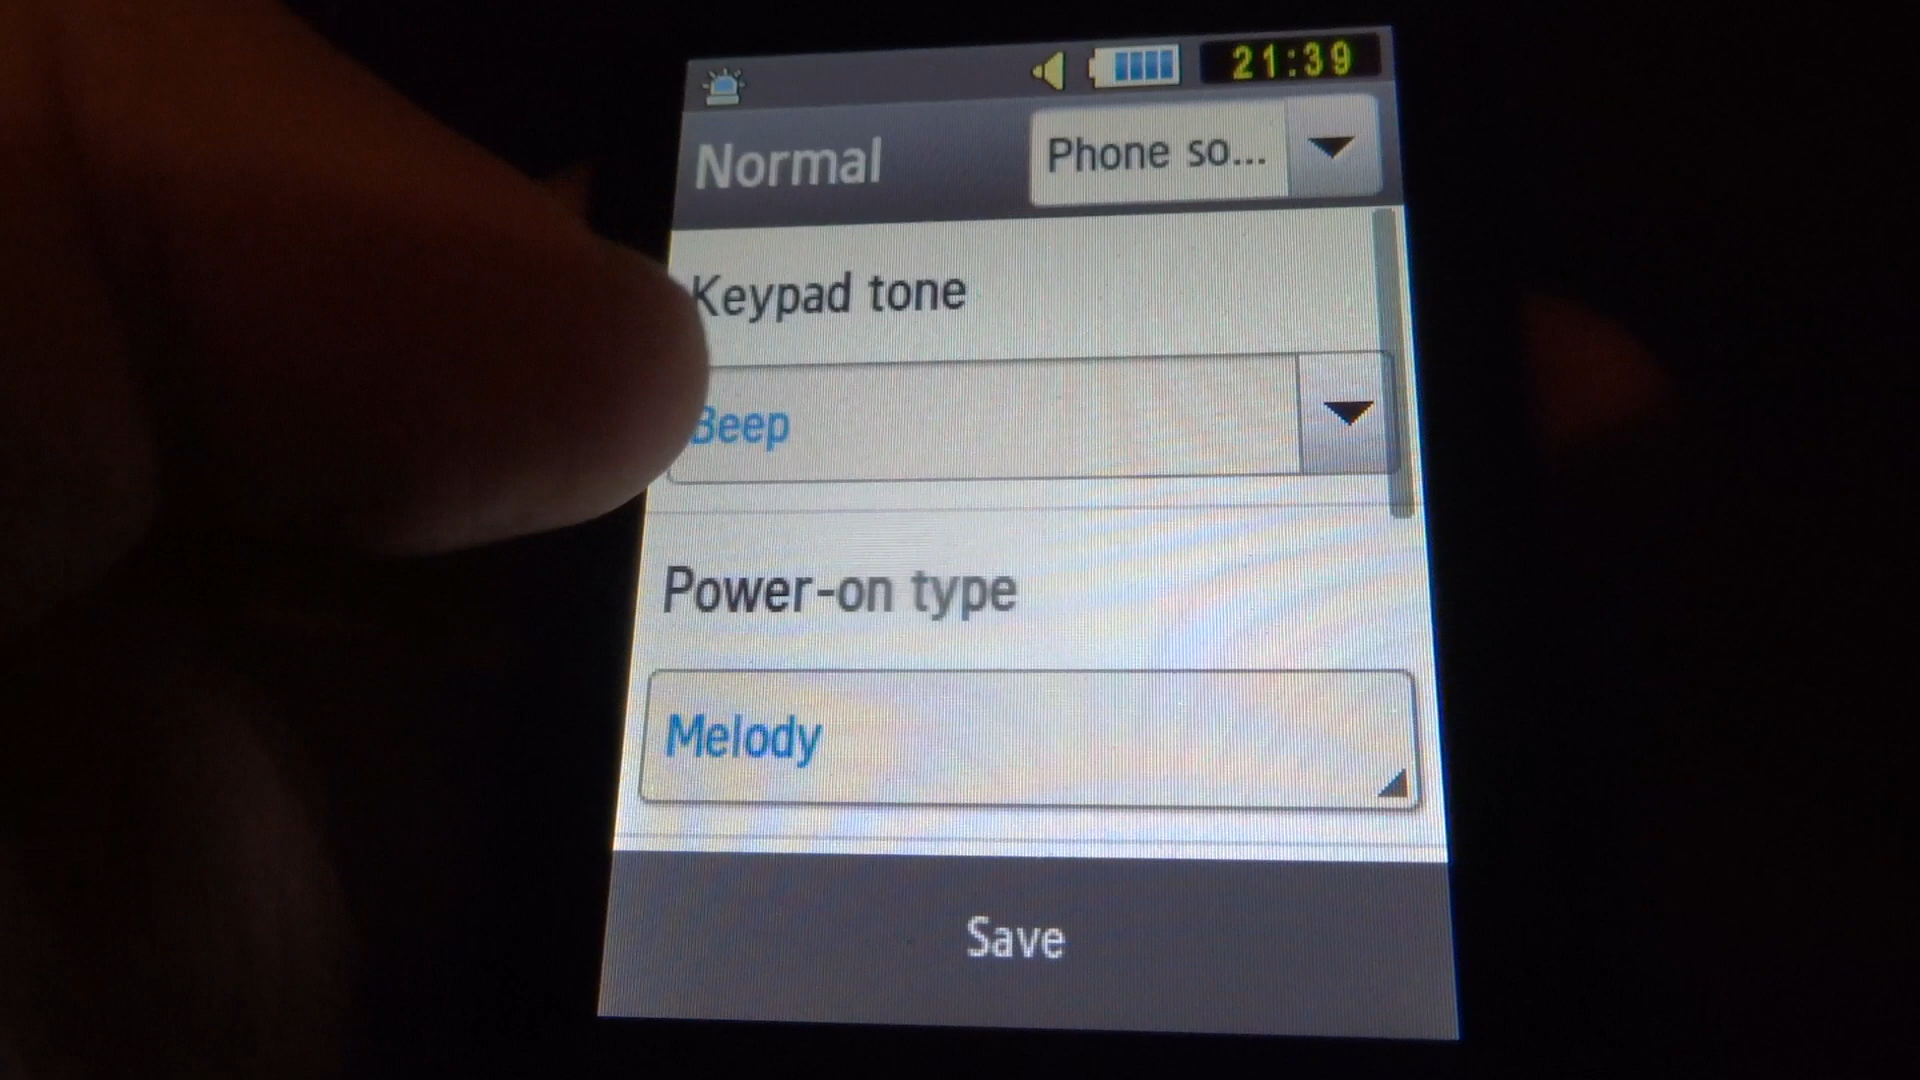 21:39
Normal
Phone so...
Keypad tone
Beep
Power-on type
Melody
Save